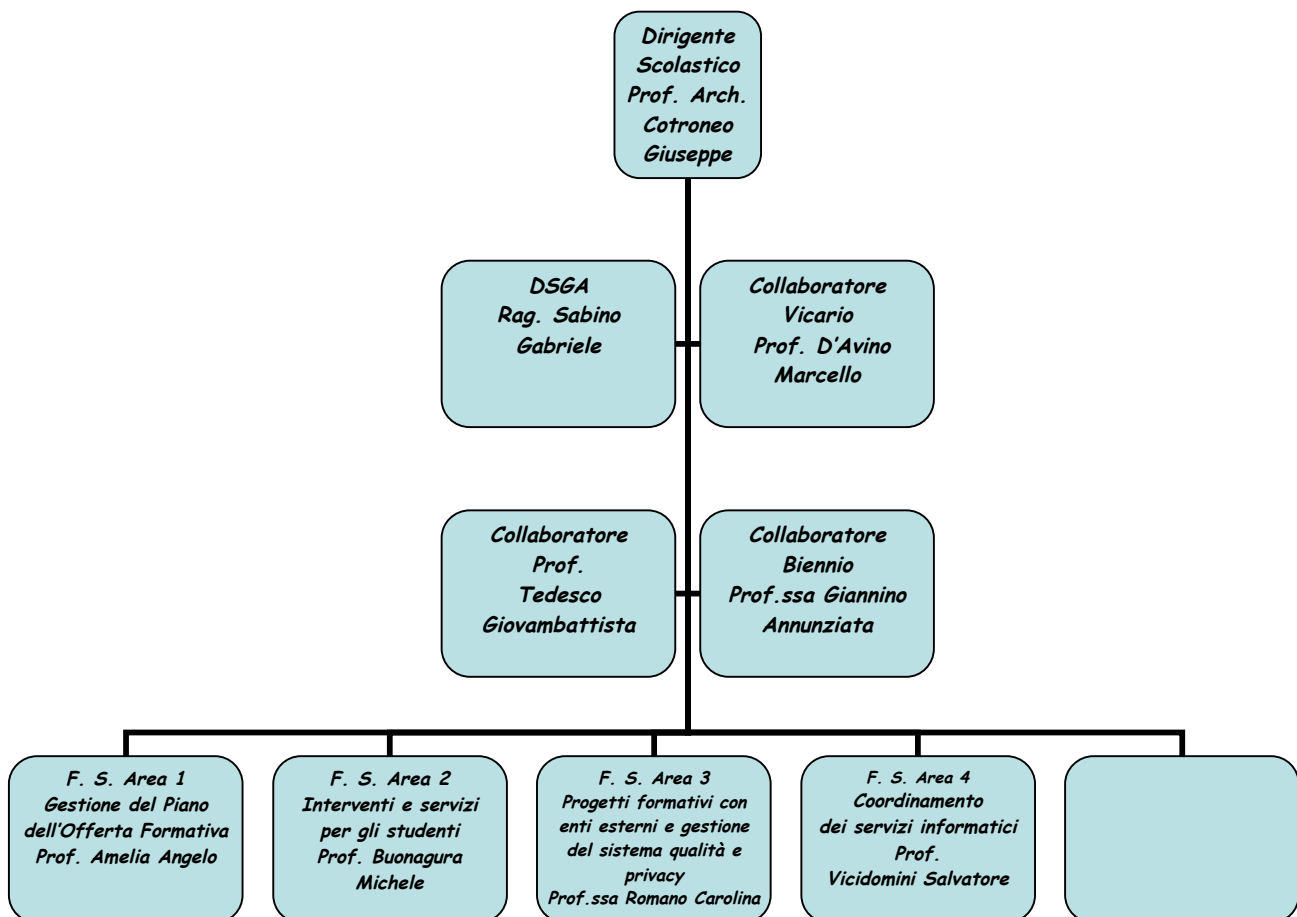 Dirigente
Scolastico
Prof. Arch.
Cotroneo
Giuseppe
DSGA
Rag. Sabino
Gabriele
Collaboratore
Vicario
Prof. D'Avino
Marcello
Collaboratore
Prof.
Tedesco
Giovambattista
Collaboratore
Biennio
Prof.ssa Giannino
Annunziata
F. S. Area 1
Gestione del Piano
dell'Offerta Formativa
Prof. Amelia Angelo
F. S. Area 2
Interventi e servizi
per gli studenti
Prof. Buonagura
Michele
F. S. Area 3
Progetti formativi con
enti esterni e gestione
del sistema qualità e
privacy
Prof.ssa Romano Carolina
F. S. Area 4
Coordinamento
dei servizi informatici
Prof.
Vicidomini Salvatore